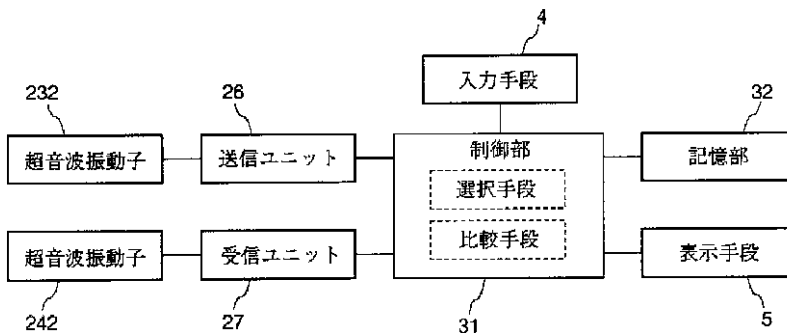 4
入力手段
232
26
32
超音波振動子
送信ユニット
制御部
記憶部
選択手段
比較手段
超音波振動子
受信ユニット
表示手段
242
27
31
5